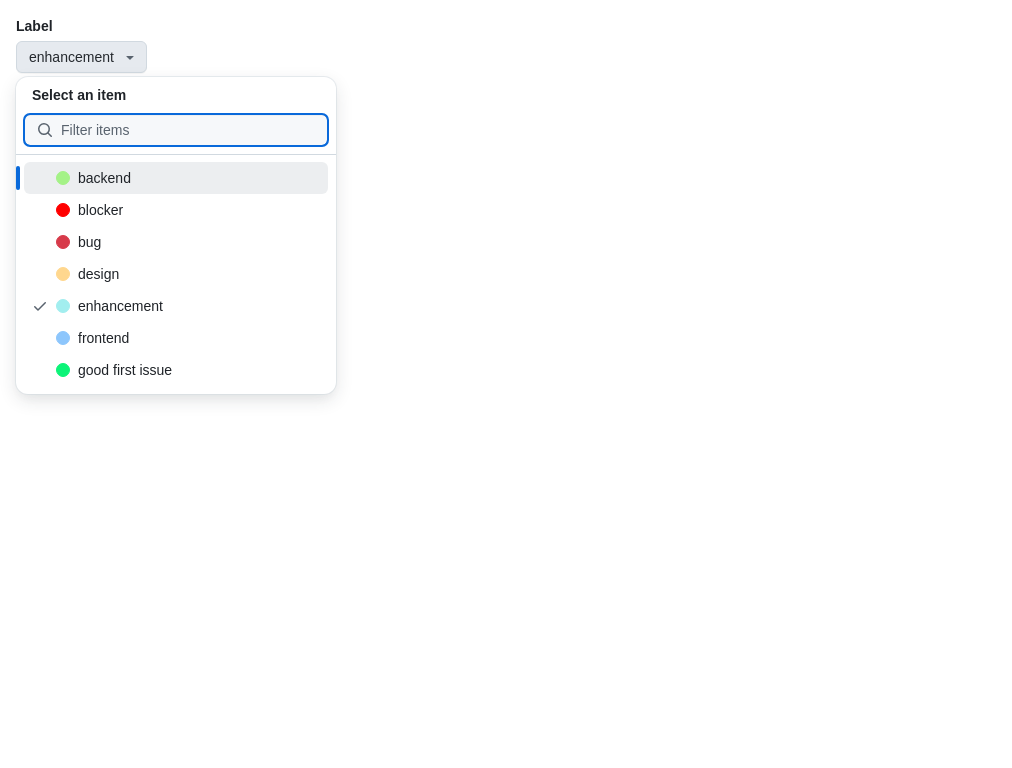 Label
enhancement
Select an item
Filter items
backend
blocker
bug
design
enhancement
frontend
good first issue